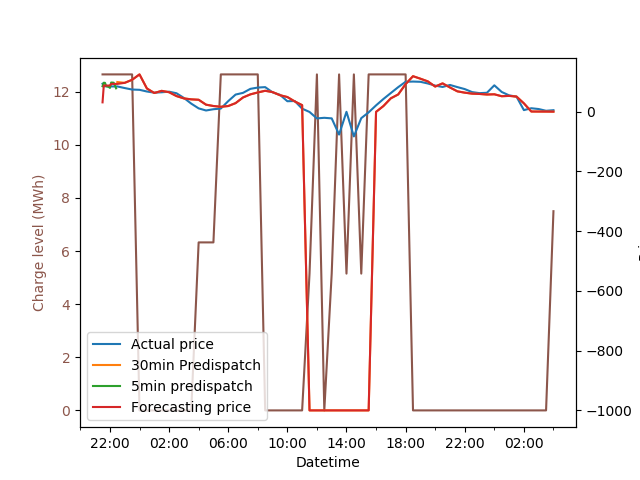 12
10
8
6
4
2
0
Charge level (MWh)
0
−200
−400
−600
−800
−1000
Actual price
30min Predispatch
5min predispatch
Forecasting price
22:00 02:00 06:00 10:00 14:00 18:00 22:00 02:00
Datetime